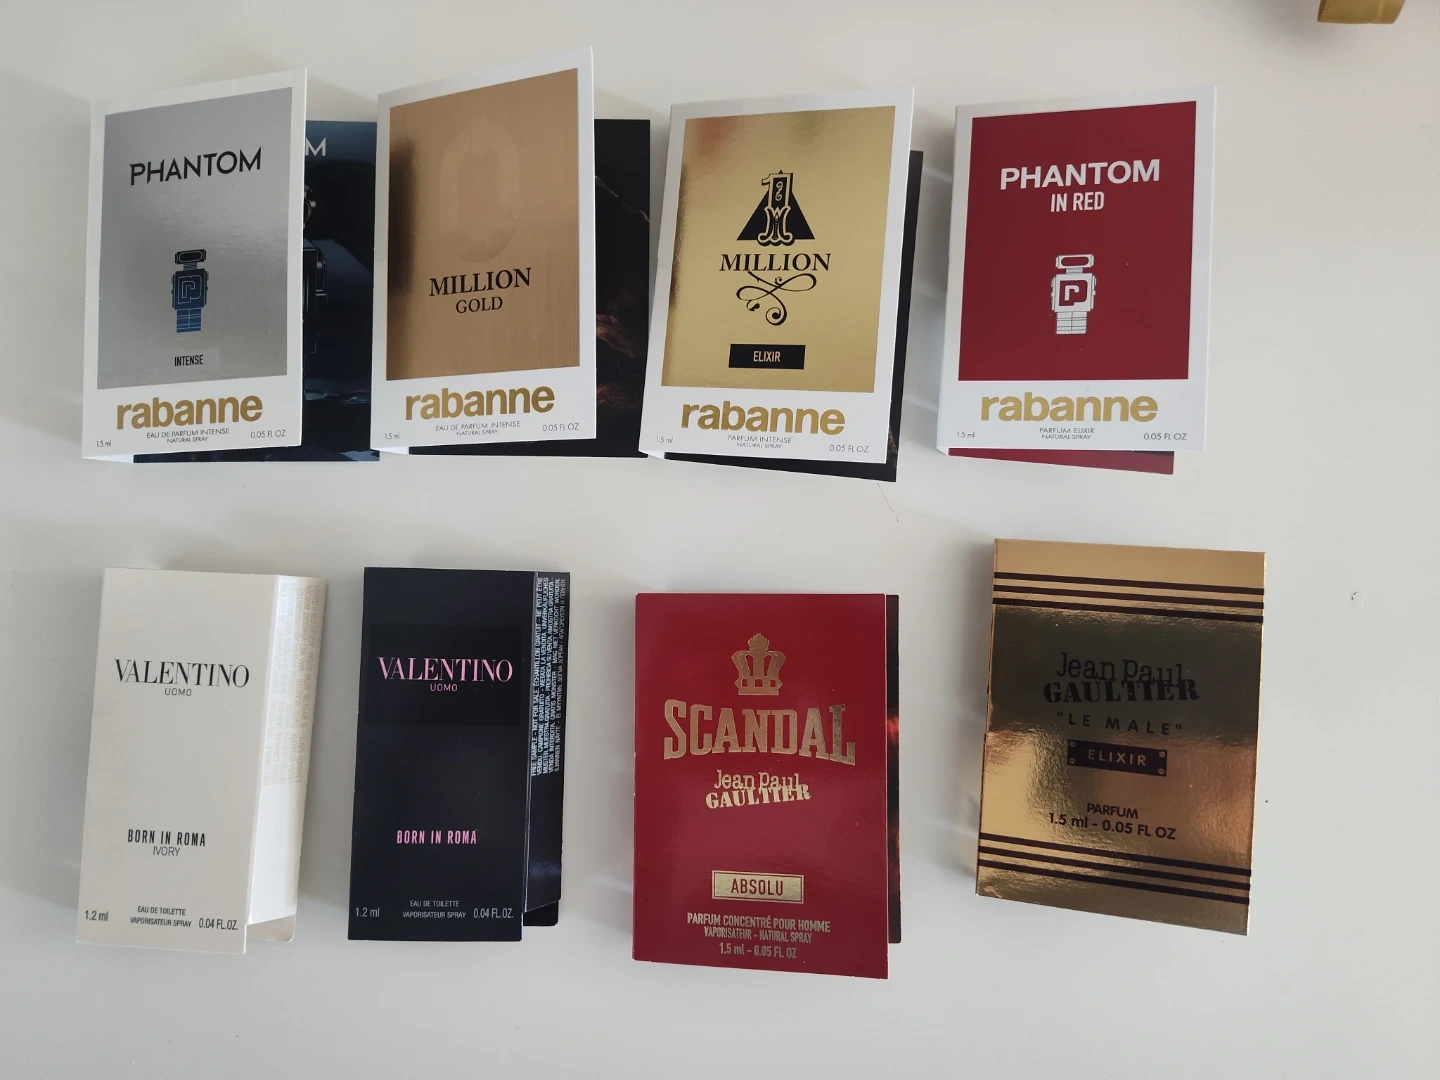 PHANTOM
INTENSE
rabanne
EAU DE PARFUM INTENSE
NATURAL SPRAY
1.5 ml
0.05 FL OZ
M
MILLION
GOLD
rabanne
EAU DE PARFUM INTENSE
NATURAL SPRAY
1.5 ml
0.05 FL OZ
1
MILLION
ELIXIR
rabanne
PARFUM INTENSE
NATURAL SPRAY
1.5 ml
0.05 FL OZ
PHANTOM
IN RED
rabanne
PARFUM ELIXIR
NATURAL SPRAY
1.5 ml
0.05 FL OZ
VALENTINO
UOMO
BORN IN ROMA
IVORY
EAU DE TOILETTE
VAPORISATEUR SPRAY
1.2 ml
0.04 FL.OZ.
VALENTINO
UOMO
BORN IN ROMA
EAU DE TOILETTE
VAPORISATEUR SPRAY
1.2 ml
0.04 FL.OZ.
FREE SAMPLE - NOT FOR SALE
SCANDAL
Jean Paul
GAULTIER
ABSOLU
PARFUM CONCENTRÉ POUR HOMME
VAPORISATEUR - NATURAL SPRAY
1.5 ml - 0.05 FL OZ
Jean Paul
GAULTIER
"LE MALE"
ELIXIR
PARFUM
1.5 ml - 0.05 FL OZ